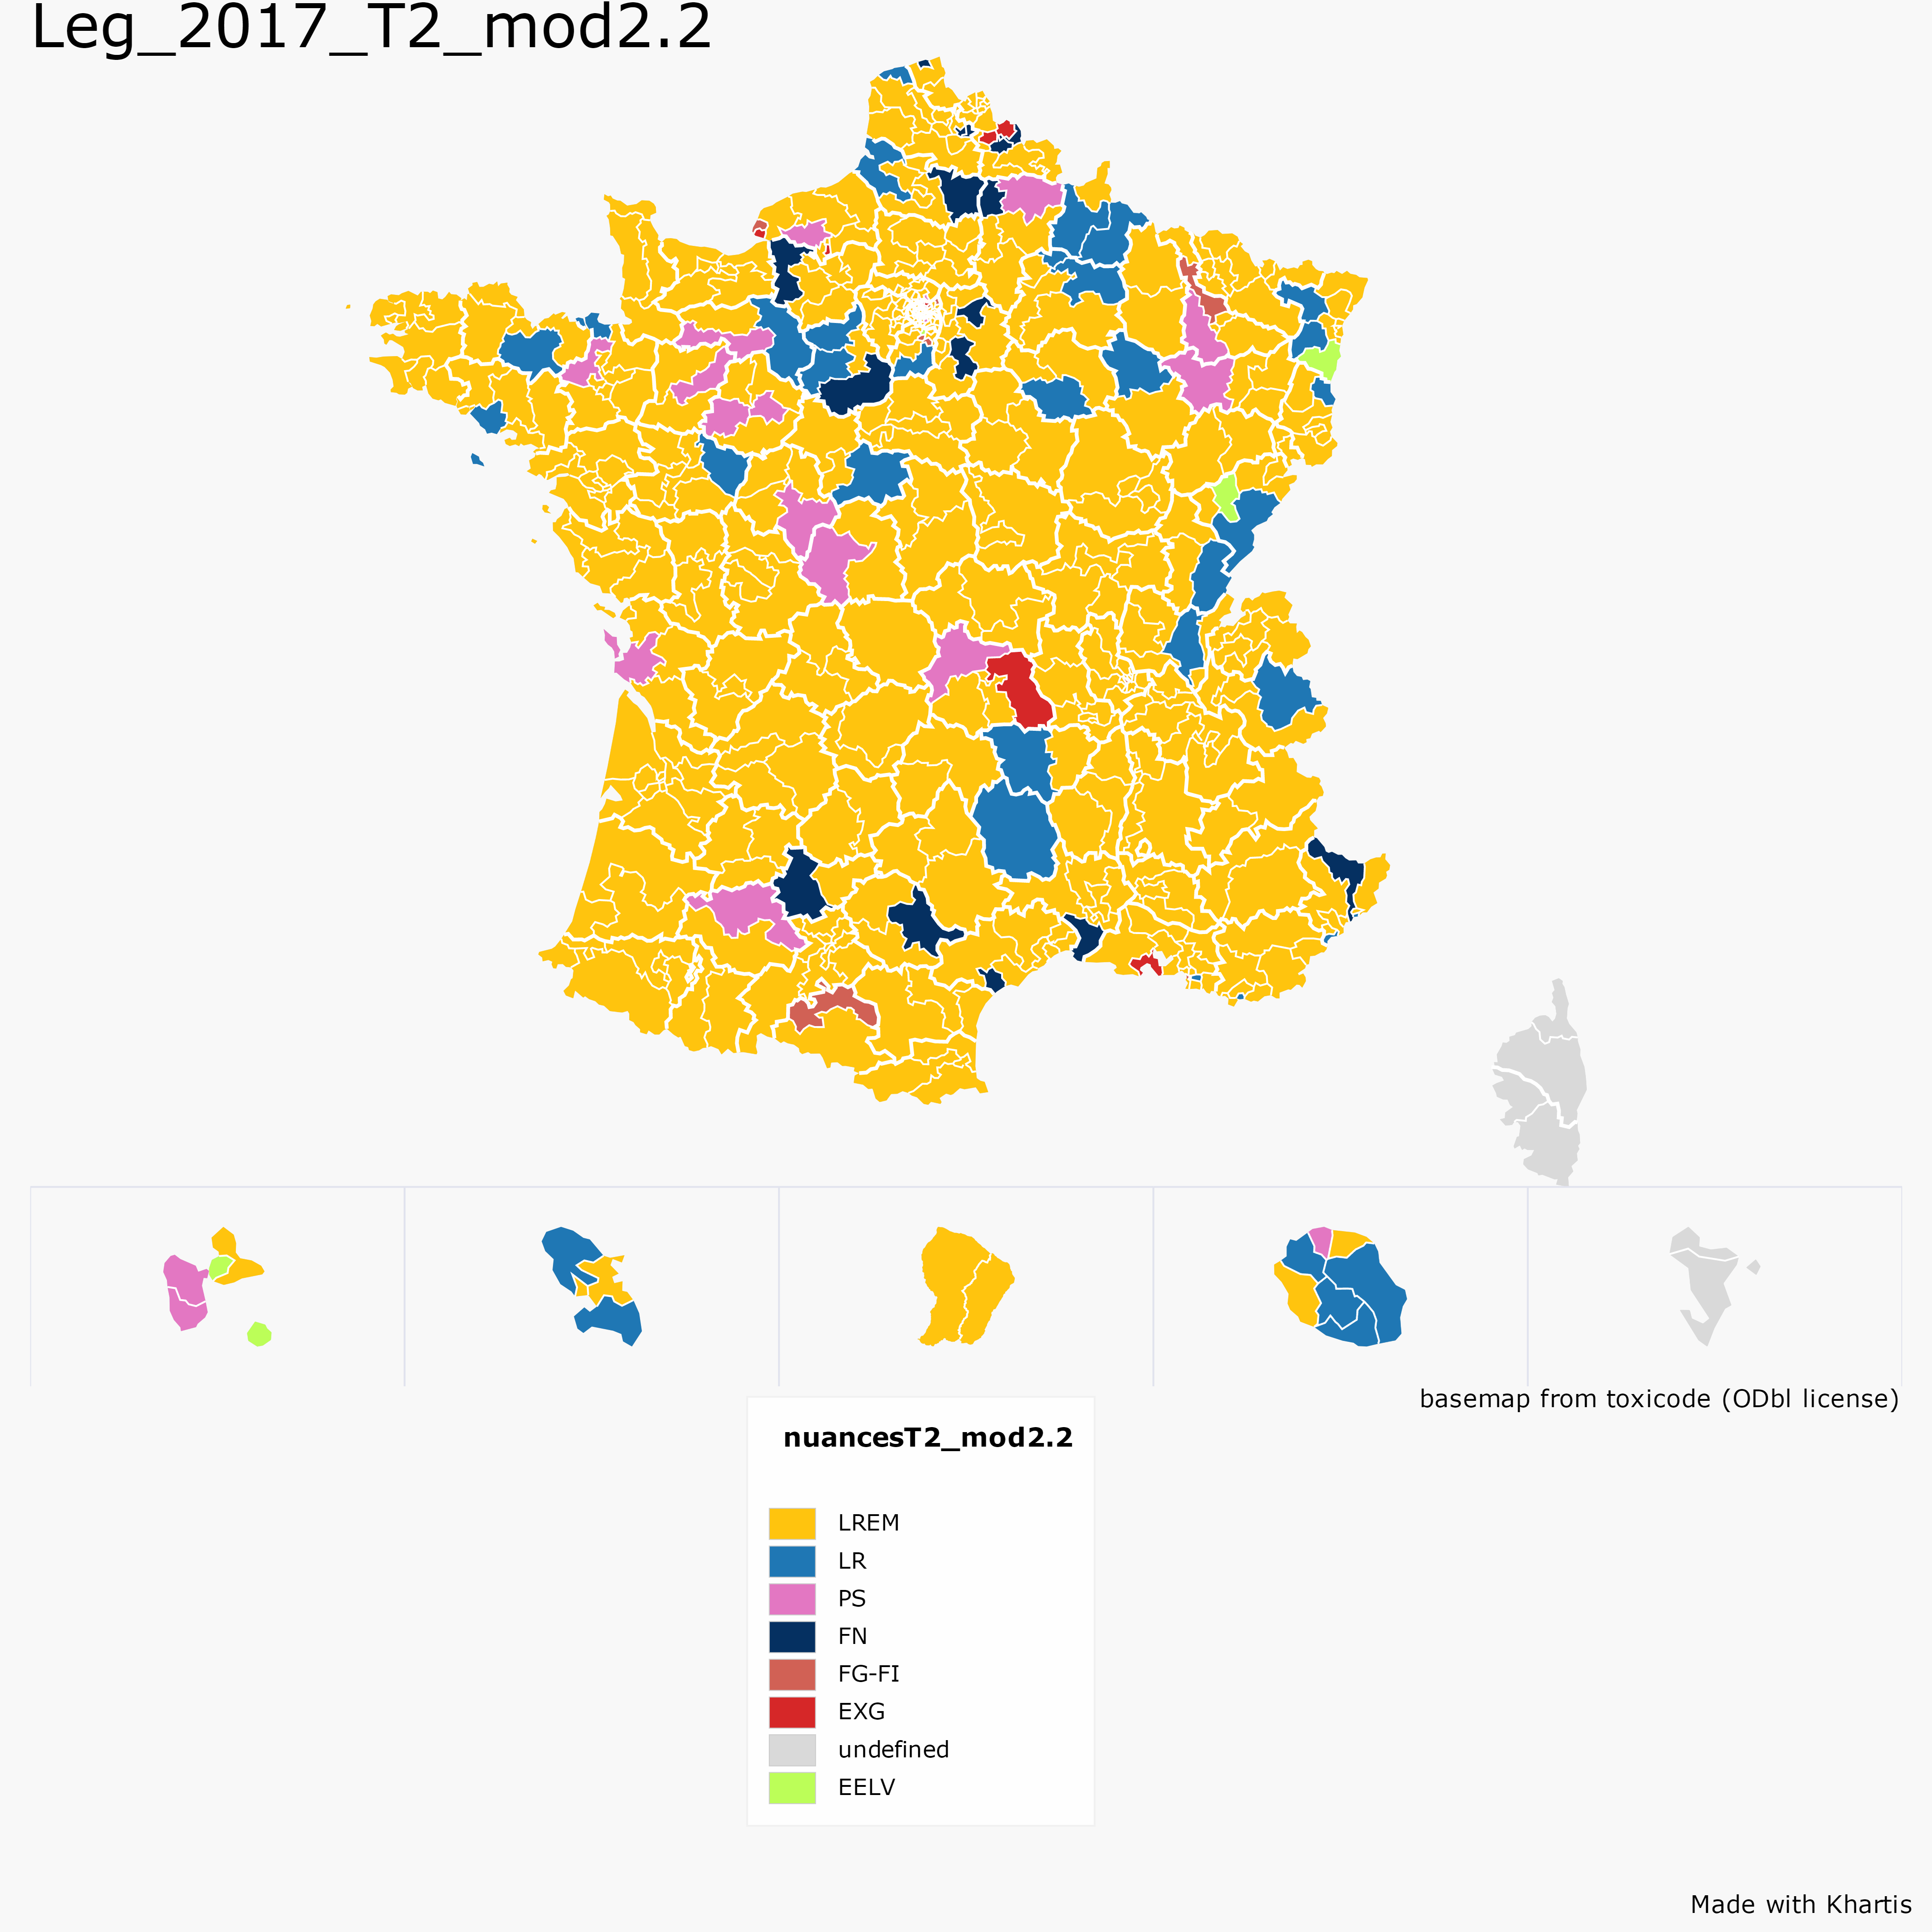 Leg_2017_T2_mod2.2
basemap from toxicode (ODbl license)
nuancesT2_mod2.2
LREM
LR
PS
FN
FG-FI
EXG
undefined
EELV
Made with Khartis